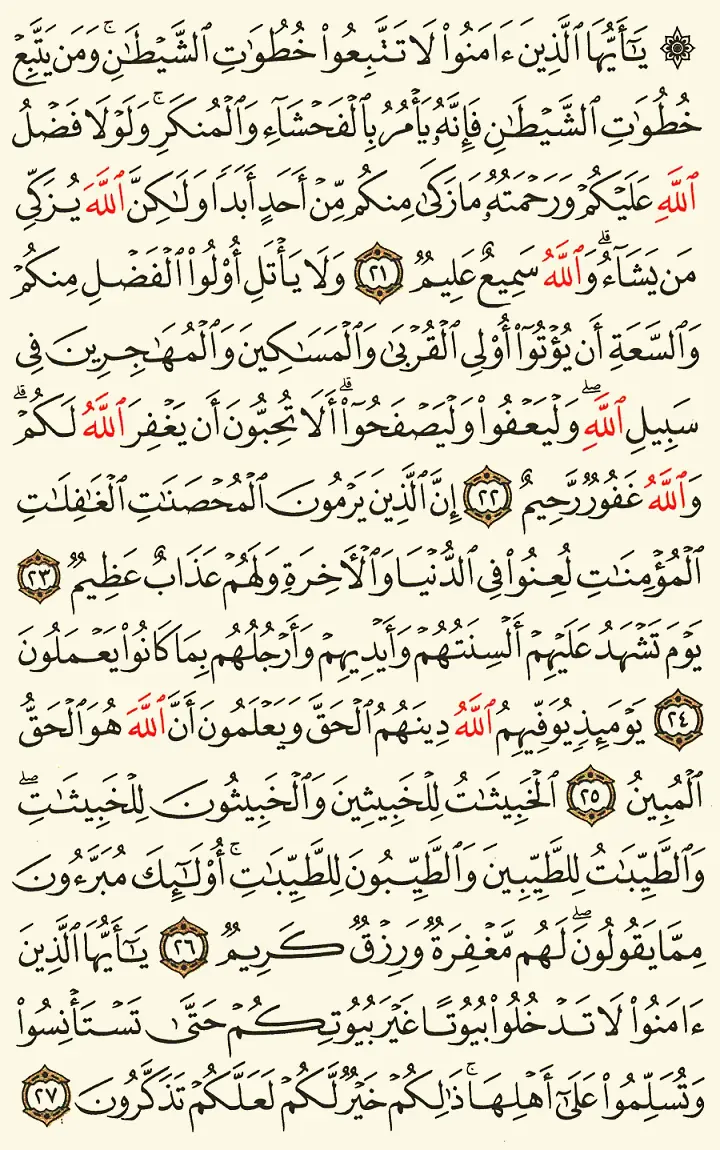 ۞ يَـٰٓأَيُّهَا ٱلَّذِينَ ءَامَنُوا۟ لَا تَتَّبِعُوا۟ خُطُوَٰتِ ٱلشَّيْطَـٰنِ ۚ وَمَن يَتَّبِعْ
خُطُوَٰتِ ٱلشَّيْطَـٰنِ فَإِنَّهُۥ يَأْمُرُ بِٱلْفَحْشَآءِ وَٱلْمُنكَرِ ۚ وَلَوْلَا فَضْلُ
ٱللَّهِ عَلَيْكُمْ وَرَحْمَتُهُۥ مَا زَكَىٰ مِنكُم مِّنْ أَحَدٍ أَبَدًا وَلَـٰكِنَّ ٱللَّهَ يُزَكِّى
مَن يَشَآءُ ۗ وَٱللَّهُ سَمِيعٌ عَلِيمٌ ٢١ وَلَا يَأْتَلِ أُو۟لُوا۟ ٱلْفَضْلِ مِنكُمْ
وَٱلسَّعَةِ أَن يُؤْتُوٓا۟ أُو۟لِى ٱلْقُرْبَىٰ وَٱلْمَسَـٰكِينَ وَٱلْمُهَـٰجِرِينَ فِى
سَبِيلِ ٱللَّهِ ۖ وَلْيَعْفُوا۟ وَلْيَصْفَحُوٓا۟ ۗ أَلَا تُحِبُّونَ أَن يَغْفِرَ ٱللَّهُ لَكُمْ ۗ
وَٱللَّهُ غَفُورٌ رَّحِيمٌ ٢٢ إِنَّ ٱلَّذِينَ يَرْمُونَ ٱلْمُحْصَنَـٰتِ ٱلْغَـٰفِلَـٰتِ
ٱلْمُؤْمِنَـٰتِ لُعِنُوا۟ فِى ٱلدُّنْيَا وَٱلْـَٔاخِرَةِ وَلَهُمْ عَذَابٌ عَظِيمٌ ٢٣
يَوْمَ تَشْهَدُ عَلَيْهِمْ أَلْسِنَتُهُمْ وَأَيْدِيهِمْ وَأَرْجُلُهُم بِمَا كَانُوا۟ يَعْمَلُونَ
٢٤ يَوْمَئِذٍ يُوَفِّيهِمُ ٱللَّهُ دِينَهُمُ ٱلْحَقَّ وَيَعْلَمُونَ أَنَّ ٱللَّهَ هُوَ ٱلْحَقُّ
ٱلْمُبِينُ ٢٥ ٱلْخَبِيثَـٰتُ لِلْخَبِيثِينَ وَٱلْخَبِيثُونَ لِلْخَبِيثَـٰتِ ۖ
وَٱلطَّيِّبَـٰتُ لِلطَّيِّبِينَ وَٱلطَّيِّبُونَ لِلطَّيِّبَـٰتِ ۚ أُو۟لَـٰٓئِكَ مُبَرَّءُونَ
مِمَّا يَقُولُونَ ۖ لَهُم مَّغْفِرَةٌ وَرِزْقٌ كَرِيمٌ ٢٦ يَـٰٓأَيُّهَا ٱلَّذِينَ
ءَامَنُوا۟ لَا تَدْخُلُوا۟ بُيُوتًا غَيْرَ بُيُوتِكُمْ حَتَّىٰ تَسْتَأْنِسُوا۟
وَتُسَلِّمُوا۟ عَلَىٰٓ أَهْلِهَا ۚ ذَٰلِكُمْ خَيْرٌ لَّكُمْ لَعَلَّكُمْ تَذَكَّرُونَ ٢٧